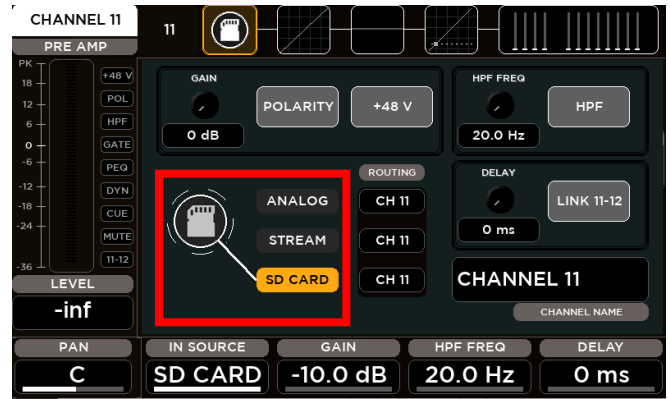 CHANNEL 11
PRE AMP
11
PK
18
12
6
0
-6
-12
-18
-24
-36
+48 V
POL
HPF
GATE
PEQ
DYN
CUE
MUTE
11-12
LEVEL
-inf
GAIN
0 dB
POLARITY
+48 V
HPF FREQ
20.0 Hz
HPF
ANALOG
STREAM
SD CARD
ROUTING
CH 11
CH 11
CH 11
DELAY
0 ms
LINK 11-12
CHANNEL 11
CHANNEL NAME
PAN
C
IN SOURCE
SD CARD
GAIN
-10.0 dB
HPF FREQ
20.0 Hz
DELAY
0 ms